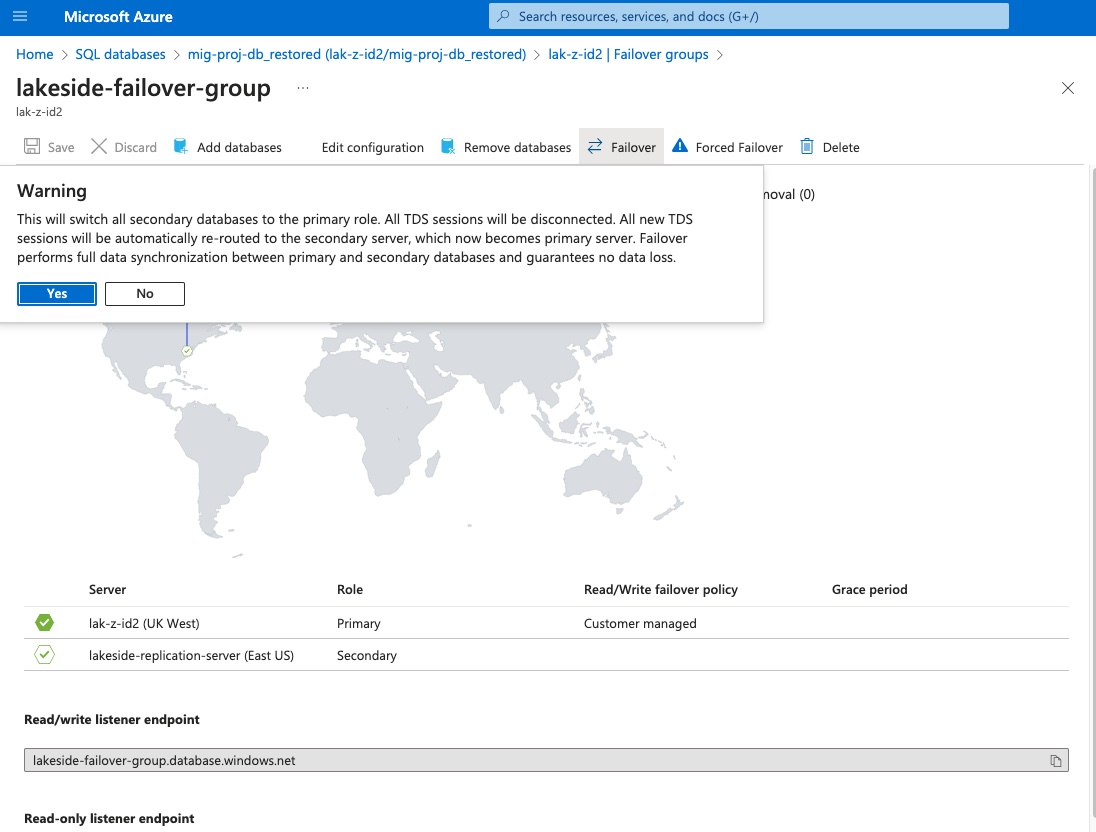 Microsoft Azure
Search resources, services, and docs (G+/)
Home > SQL databases > mig-proj-db_restored (lak-z-id2/mig-proj-db_restored) > lak-z-id2 | Failover groups >
lakeside-failover-group ...
lak-z-id2
Save Discard Add databases Edit configuration Remove databases Failover Forced Failover Delete
Warning
moval (0)
This will switch all secondary databases to the primary role. All TDS sessions will be disconnected. All new TDS
sessions will be automatically re-routed to the secondary server, which now becomes primary server. Failover
performs full data synchronization between primary and secondary databases and guarantees no data loss.
Yes No
Server Role Read/Write failover policy Grace period
lak-z-id2 (UK West) Primary Customer managed
lakeside-replication-server (East US) Secondary
Read/write listener endpoint
lakeside-failover-group.database.windows.net
Read-only listener endpoint